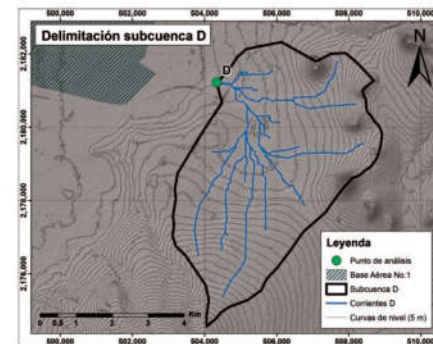 500,000 502,000 504,000 506,000 508,000 510,000
Delimitación subcuenca D
D
N
2,182,000
2,180,000
2,178,000
2,176,000
Leyenda
Punto de análisis
Base Aérea No.1
Subcuenca D
Corrientes D
Curvas de nivel (5 m)
0 0.5 1 2 3 4
Km
500,000 502,000 504,000 506,000 508,000 510,000